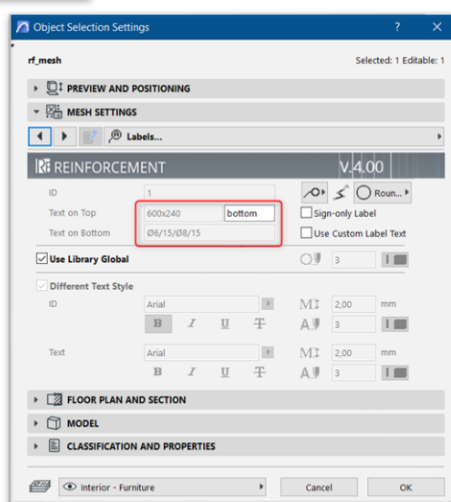 Object Selection Settings ? ×
rf_mesh Selected: 1 Editable: 1
PREVIEW AND POSITIONING
MESH SETTINGS
Labels...
REINFORCEMENT V.4.00
ID 1 Roun...
Text on Top 600x240 bottom Sign-only Label
Text on Bottom Ø6/15/Ø8/15 Use Custom Label Text
Use Library Global 3
Different Text Style
ID Arial 2,00 mm
B I U T 3
Text Arial 2,00 mm
B I U T 3
FLOOR PLAN AND SECTION
MODEL
CLASSIFICATION AND PROPERTIES
Interior - Furniture Cancel OK